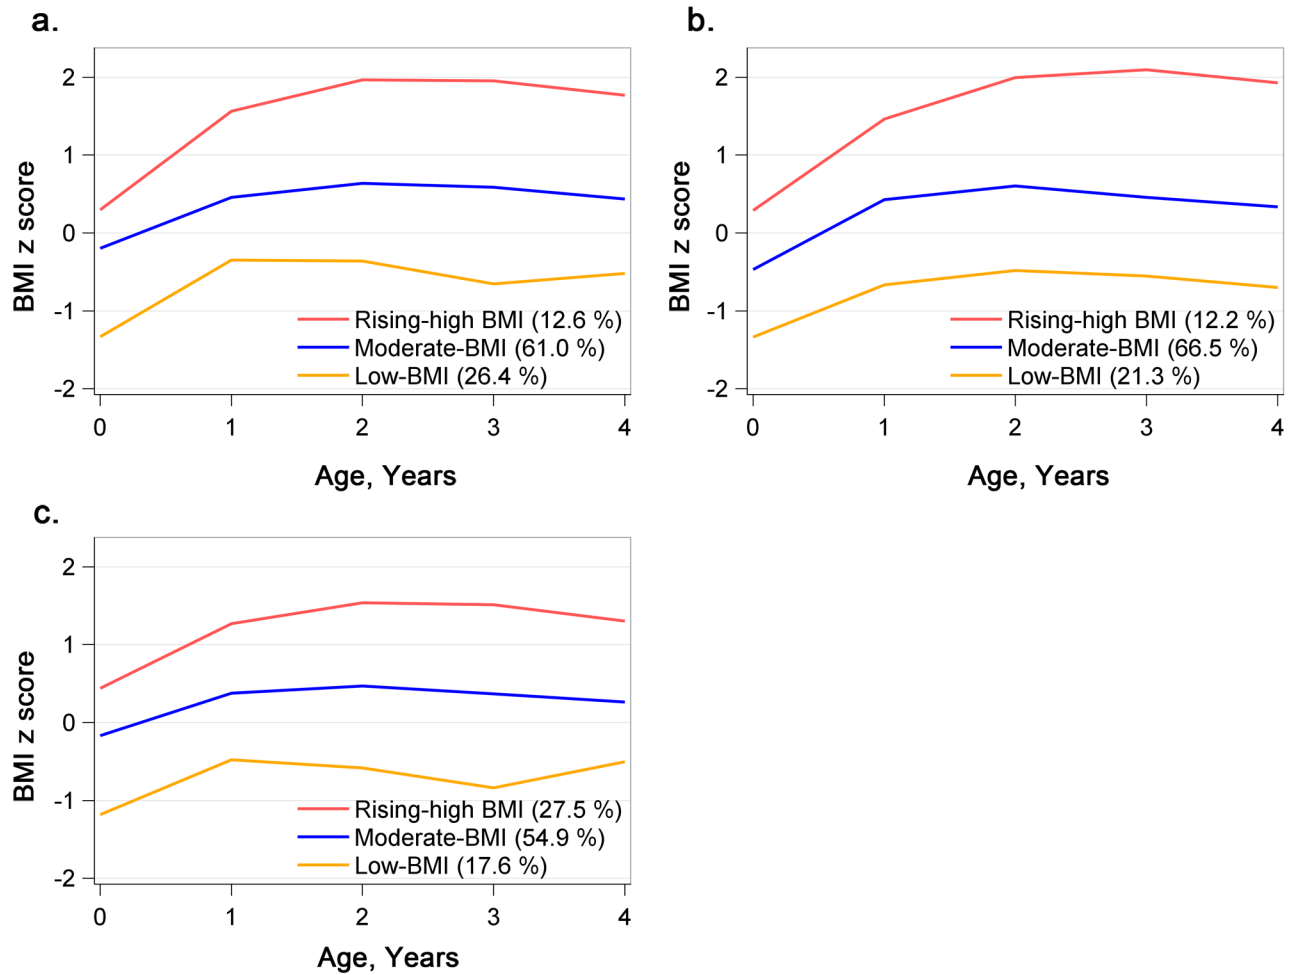 a.
BMI z score
2
1
0
-1
-2
Rising-high BMI (12.6 %)
Moderate-BMI (61.0 %)
Low-BMI (26.4 %)
0 1 2 3 4
Age, Years
b.
BMI z score
2
1
0
-1
-2
Rising-high BMI (12.2 %)
Moderate-BMI (66.5 %)
Low-BMI (21.3 %)
0 1 2 3 4
Age, Years
c.
BMI z score
2
1
0
-1
-2
Rising-high BMI (27.5 %)
Moderate-BMI (54.9 %)
Low-BMI (17.6 %)
0 1 2 3 4
Age, Years